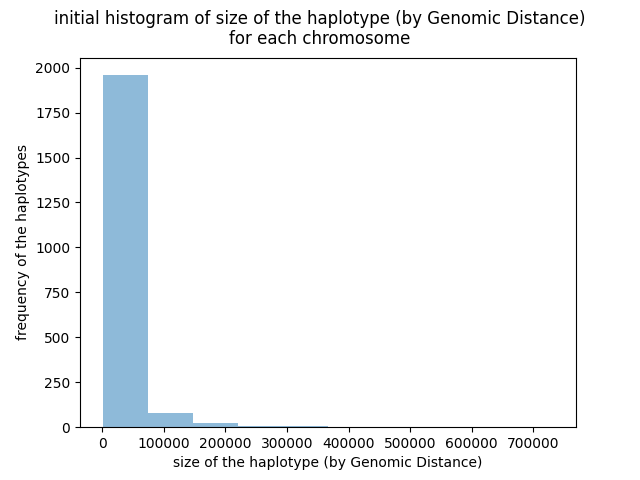 initial histogram of size of the haplotype (by Genomic Distance)
for each chromosome
2000
1750
1500
1250
1000
750
500
250
0
frequency of the haplotypes
0 100000 200000 300000 400000 500000 600000 700000
size of the haplotype (by Genomic Distance)